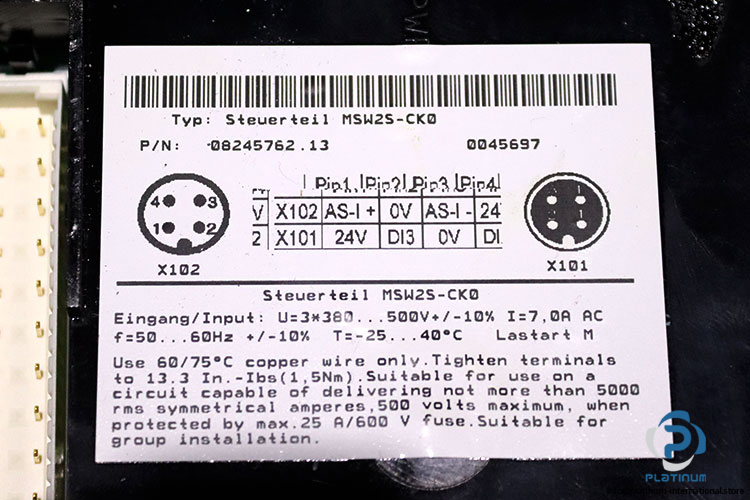 Typ: Steuerteil MSW2S-CK0
P/N: 08245762.13 0045697
Pin1 Pin2 Pin3 Pin4
V X102 AS-I + 0V AS-I - 24
2 X101 24V DI3 0V DI
4 3
1 2
X102 X101
Steuerteil MSW2S-CK0
Eingang/Input: U=3*380...500V+/-10% I=7,0A AC
f=50...60Hz +/-10% T=-25...40°C Lastart M
Use 60/75°C copper wire only.Tighten terminals
to 13.3 In.-Ibs(1,5Nm).Suitable for use on a
circuit capable of delivering not more than 5000
rms symmetrical amperes,500 volts maximum, when
protected by max.25 A/600 V fuse.Suitable for
group installation.
PLATINUM